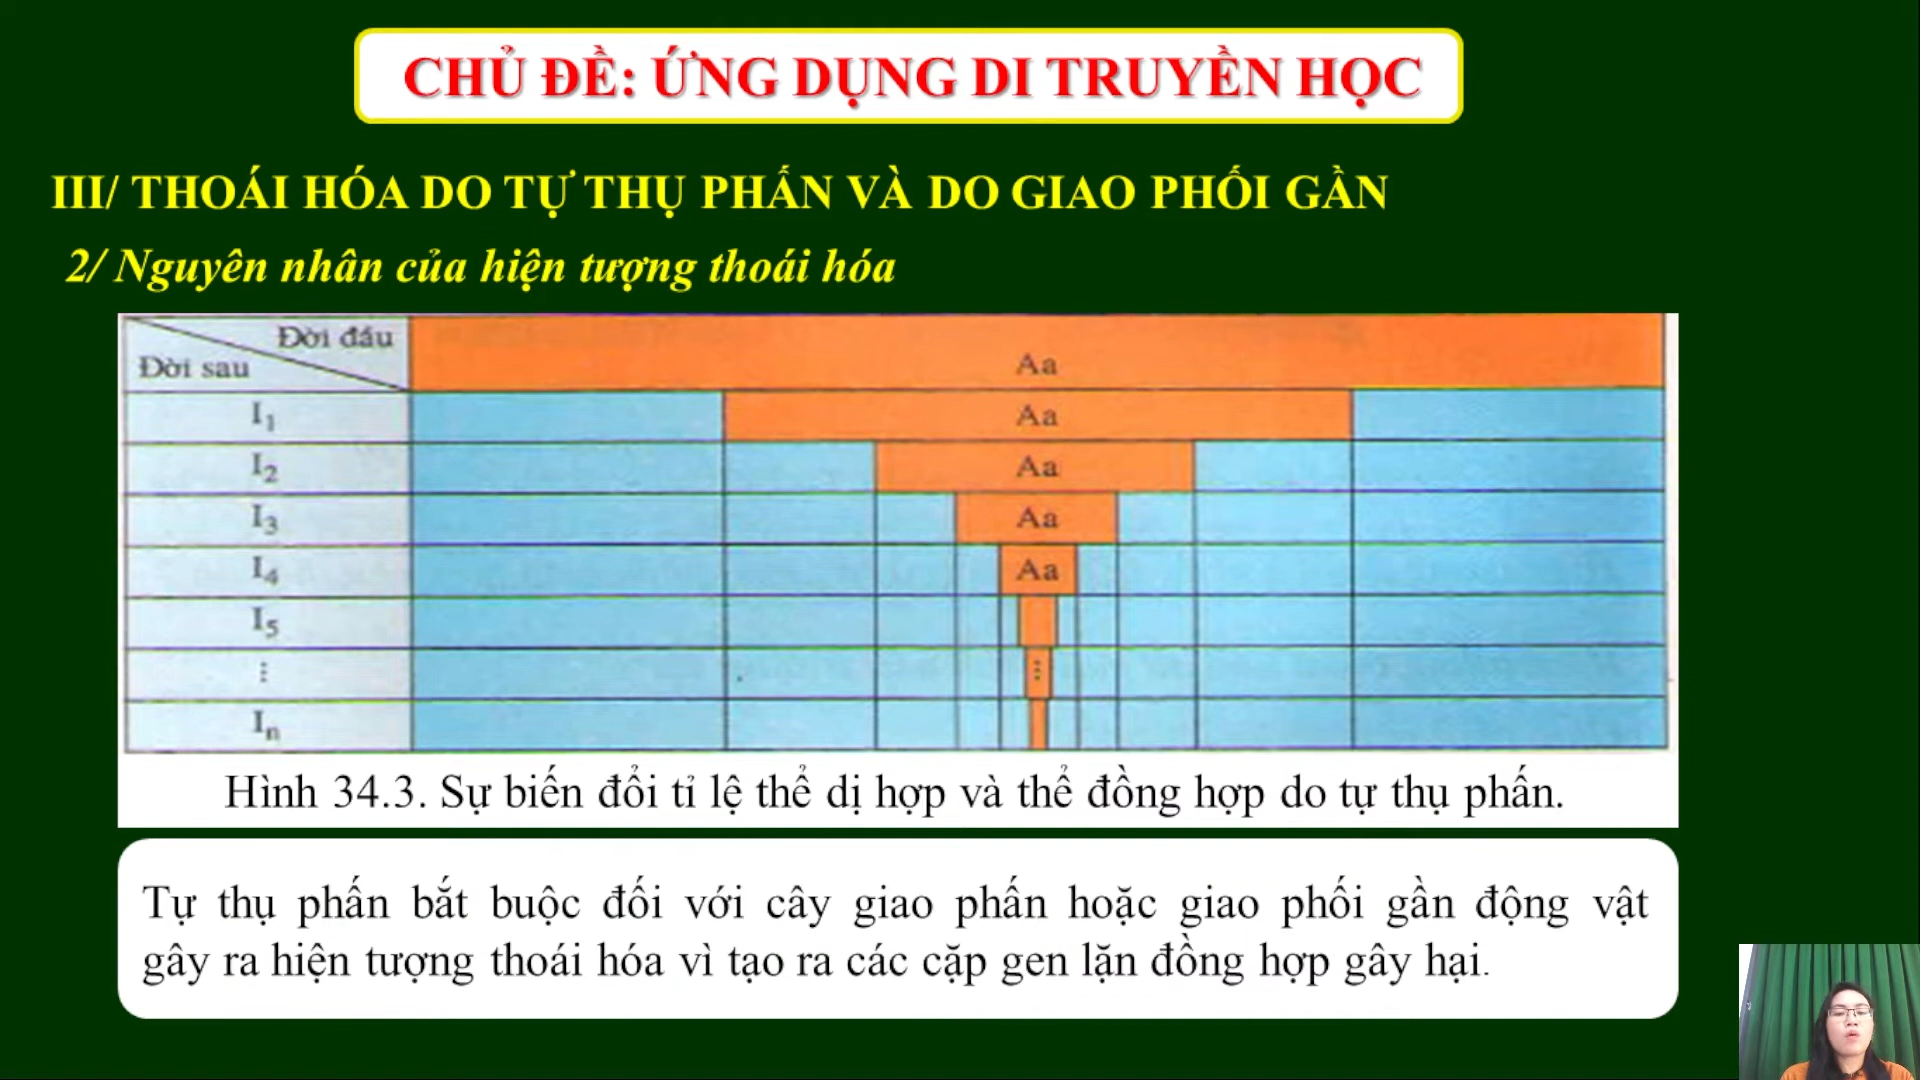 CHỦ ĐỀ: ỨNG DỤNG DI TRUYỀN HỌC
III/ THOÁI HÓA DO TỰ THỤ PHẤN VÀ DO GIAO PHỐI GẦN
2/ Nguyên nhân của hiện tượng thoái hóa
Đời đầu
Đời sau
Aa
I₁ Aa
I₂ Aa
I₃ Aa
I₄ Aa
I₅
⋮ ⋮
Iₙ
Hình 34.3. Sự biến đổi tỉ lệ thể dị hợp và thể đồng hợp do tự thụ phấn.
Tự thụ phấn bắt buộc đối với cây giao phấn hoặc giao phối gần động vật
gây ra hiện tượng thoái hóa vì tạo ra các cặp gen lặn đồng hợp gây hại.